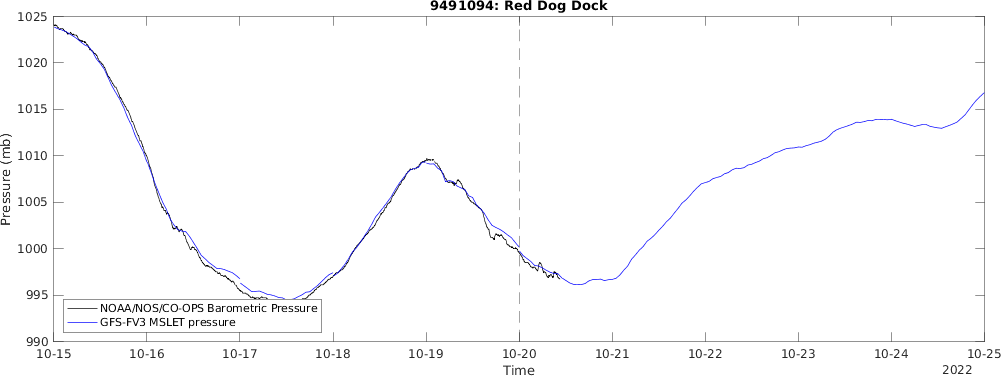 9491094: Red Dog Dock
1025
1020
1015
1010
1005
1000
995
990
Pressure (mb)
NOAA/NOS/CO-OPS Barometric Pressure
GFS-FV3 MSLET pressure
10-15 10-16 10-17 10-18 10-19 10-20 10-21 10-22 10-23 10-24 10-25
Time
2022